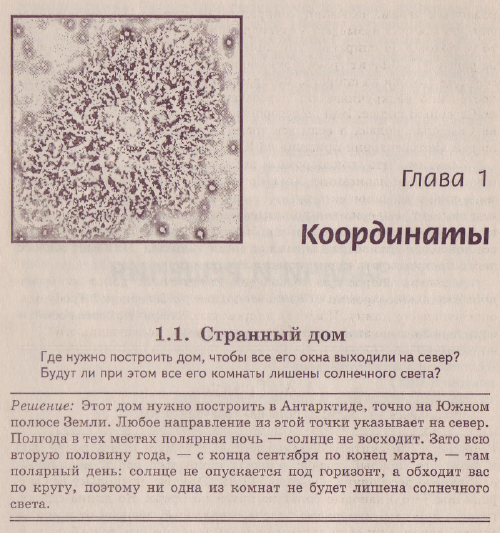 Глава 1
Координаты
1.1. Странный дом
Где нужно построить дом, чтобы все его окна выходили на север?
Будут ли при этом все его комнаты лишены солнечного света?
Решение: Этот дом нужно построить в Антарктиде, точно на Южном
полюсе Земли. Любое направление из этой точки указывает на север.
Полгода в тех местах полярная ночь — солнце не восходит. Зато всю
вторую половину года, — с конца сентября по конец марта, — там
полярный день: солнце не опускается под горизонт, а обходит вас
по кругу, поэтому ни одна из комнат не будет лишена солнечного
света.